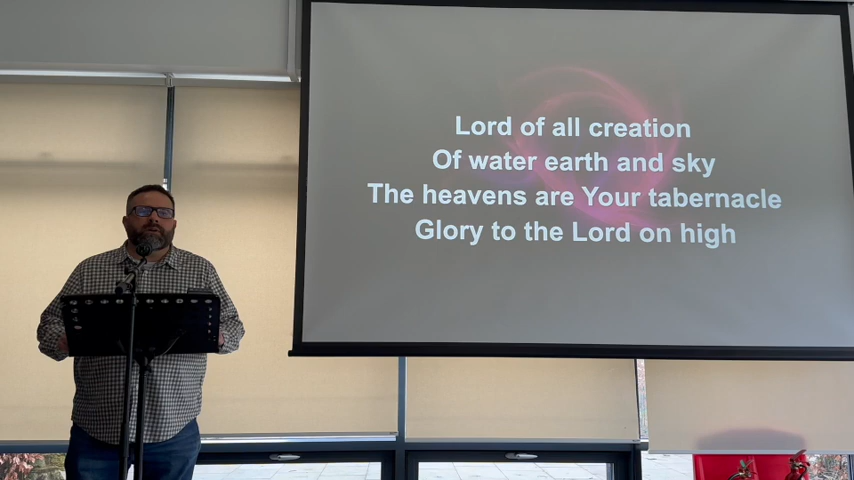 Lord of all creation
Of water earth and sky
The heavens are Your tabernacle
Glory to the Lord on high